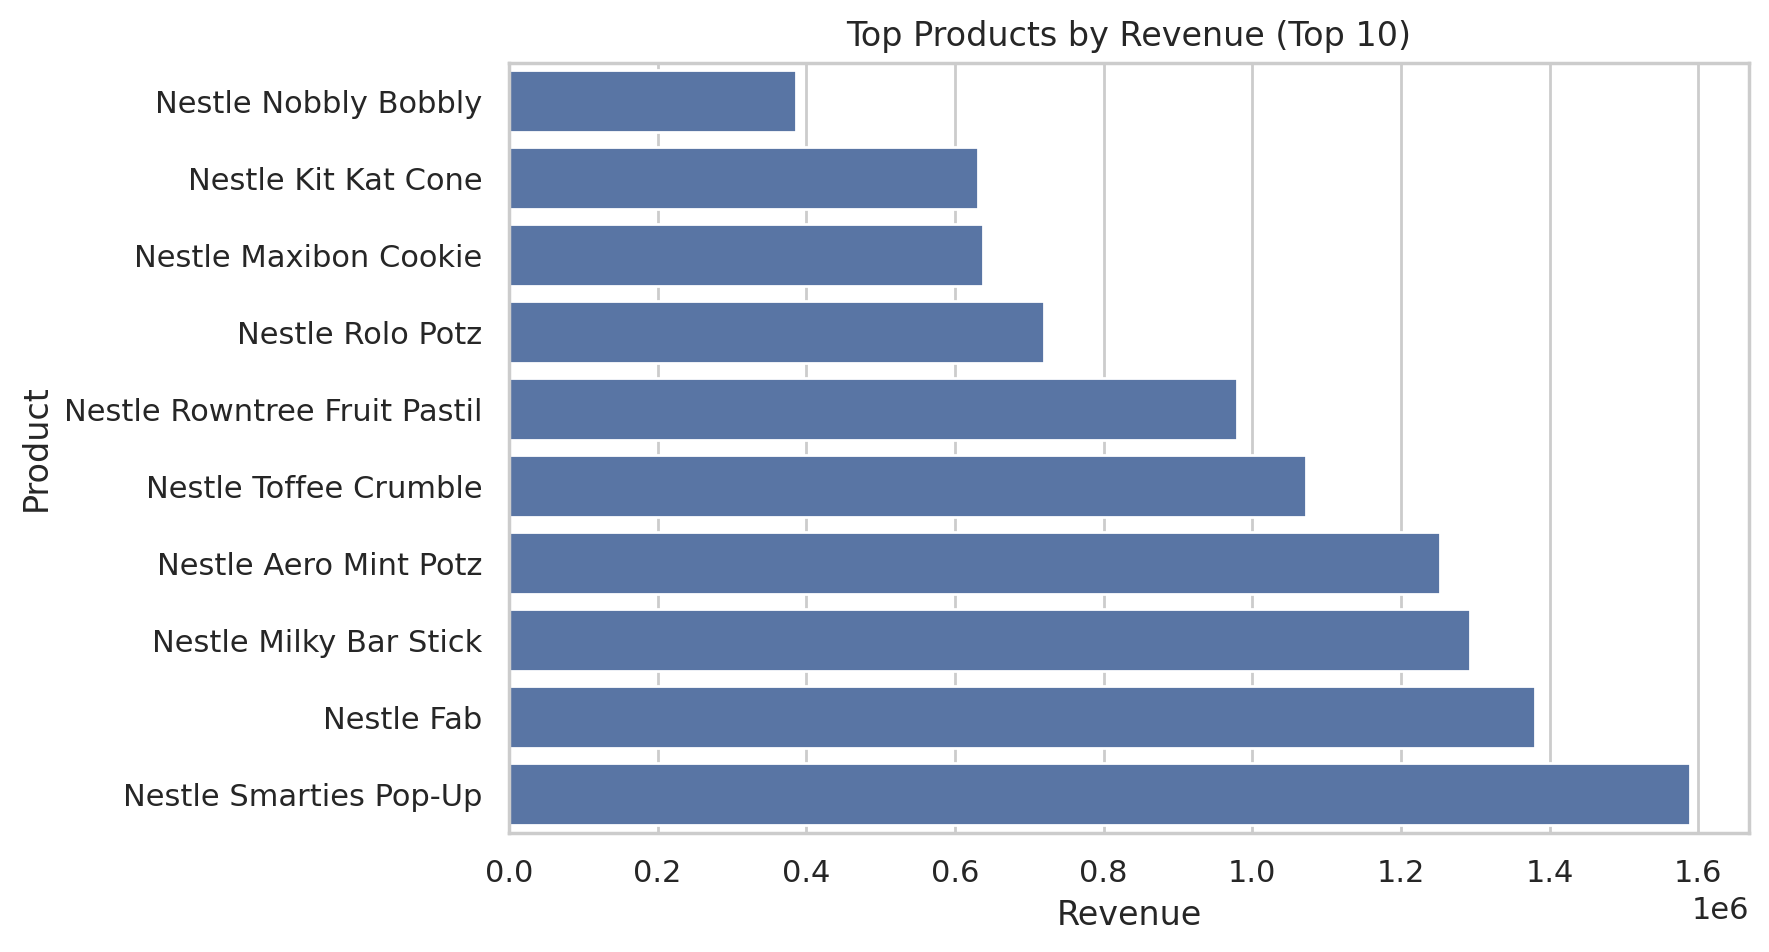 Top Products by Revenue (Top 10)
Nestle Nobbly Bobbly
Nestle Kit Kat Cone
Nestle Maxibon Cookie
Nestle Rolo Potz
Nestle Rowntree Fruit Pastil
Nestle Toffee Crumble
Nestle Aero Mint Potz
Nestle Milky Bar Stick
Nestle Fab
Nestle Smarties Pop-Up
Product
0.0 0.2 0.4 0.6 0.8 1.0 1.2 1.4 1.6
1e6
Revenue